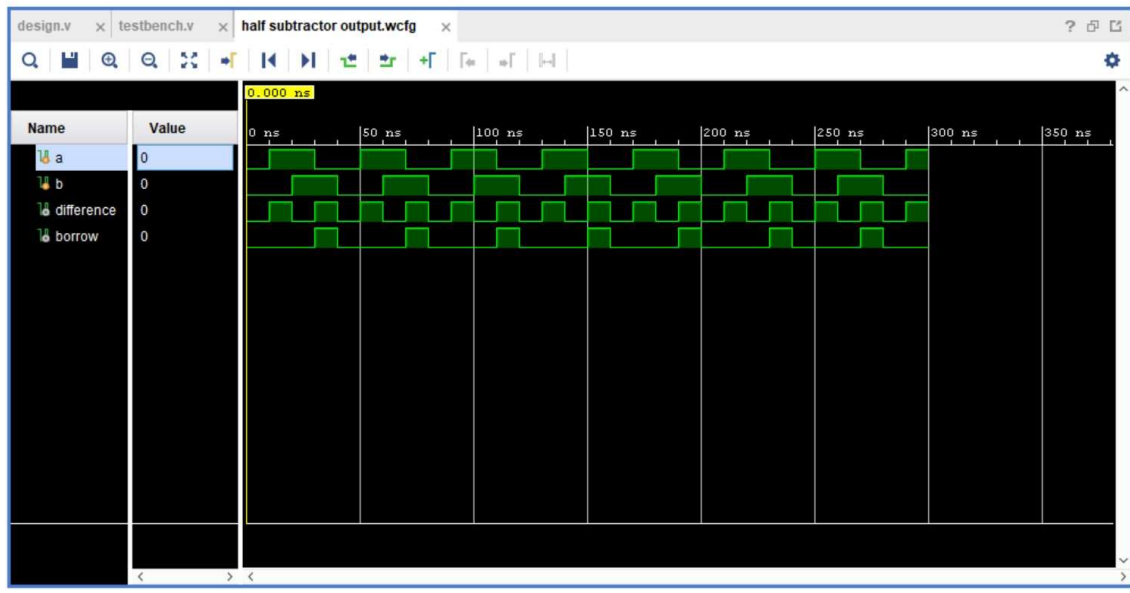 design.v × testbench.v × half subtractor output.wcfg × ?
0.000 ns
Name Value
0 ns 50 ns 100 ns 150 ns 200 ns 250 ns 300 ns 350 ns
a 0
b 0
difference 0
borrow 0